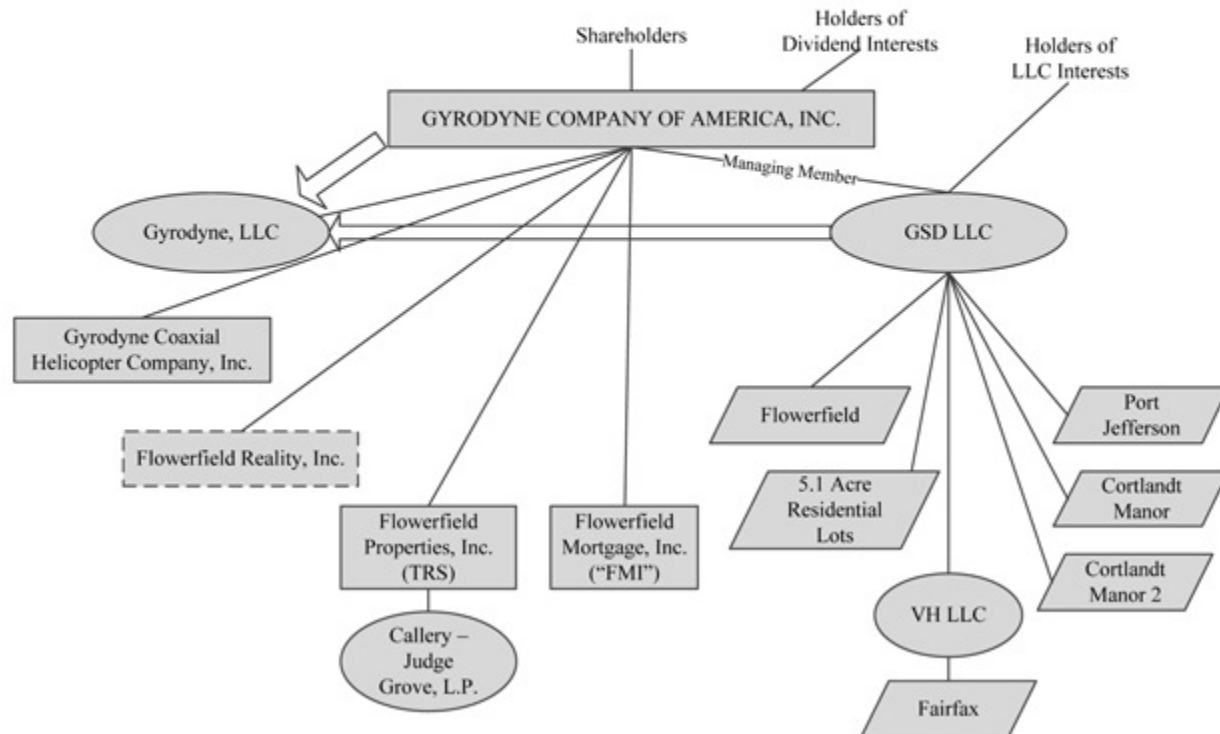 Shareholders
Holders of
Dividend Interests
Holders of
LLC Interests
GYRODYNE COMPANY OF AMERICA, INC.
Managing Member
Gyrodyne, LLC
GSD LLC
Gyrodyne Coaxial
Helicopter Company, Inc.
Flowerfield Reality, Inc.
Flowerfield
Properties, Inc.
(TRS)
Flowerfield
Mortgage, Inc.
(“FMI”)
Callery –
Judge
Grove, L.P.
Flowerfield
5.1 Acre
Residential
Lots
Port
Jefferson
Cortlandt
Manor
Cortlandt
Manor 2
VH LLC
Fairfax